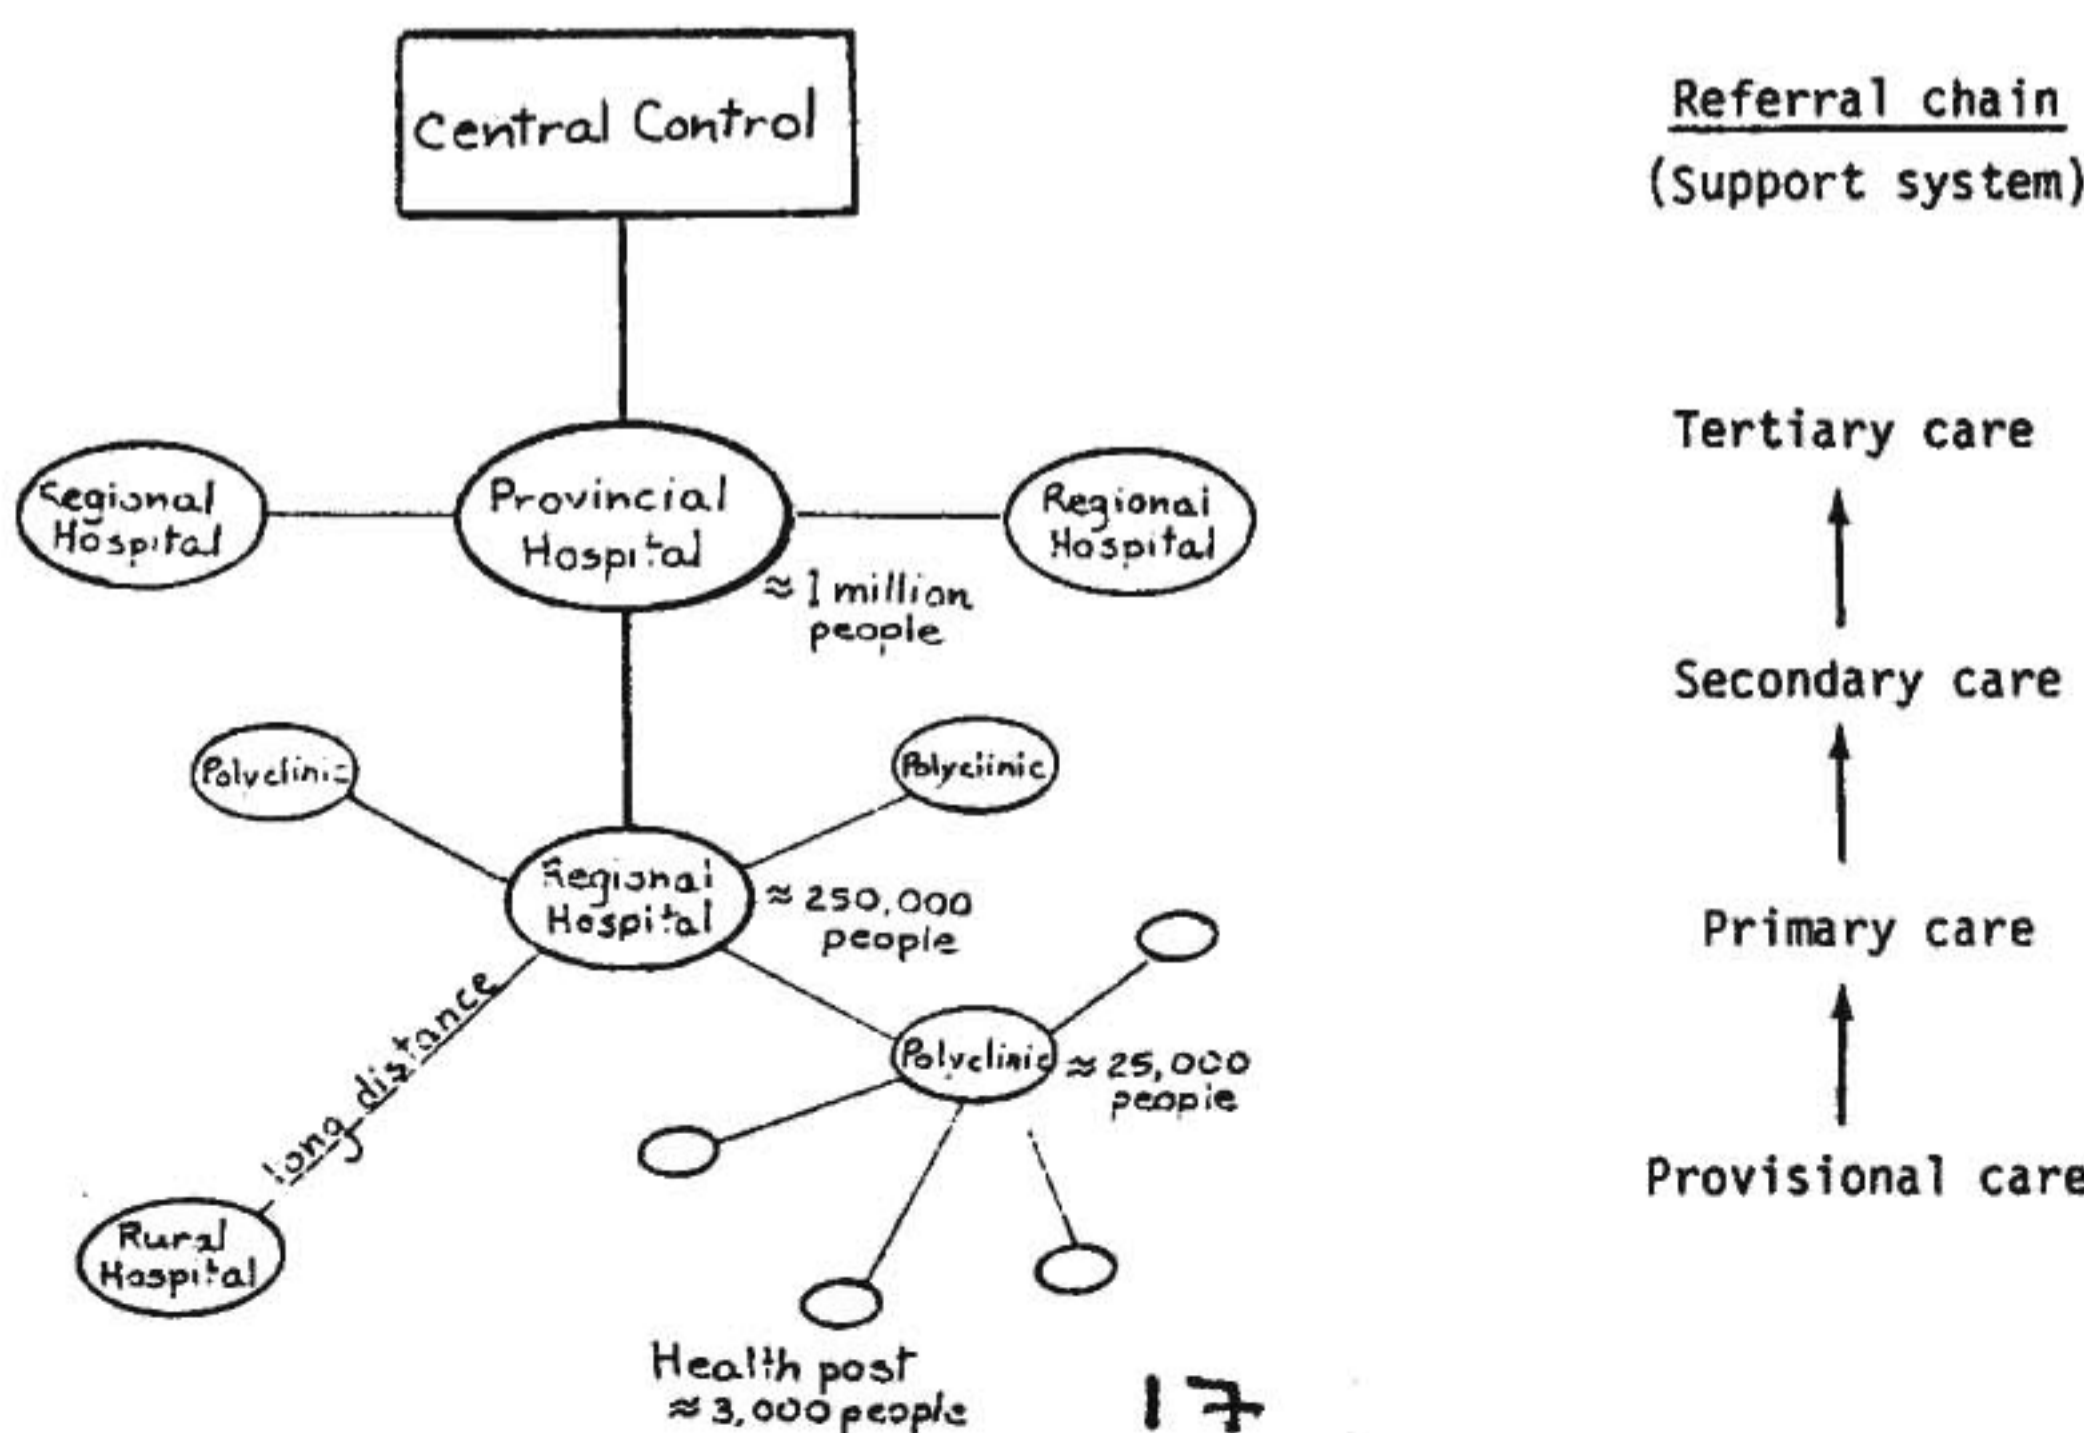 Central Control
Referral chain
(Support system)
Regional
Hospital
Provincial
Hospital
≈ 1 million
people
Regional
Hospital
Tertiary care
Secondary care
Polyclinic
Polyclinic
Regional
Hospital
≈ 250,000
people
Primary care
long distance
Polyclinic
≈ 25,000
people
Provisional care
Rural
Hospital
Health post
≈ 3,000 people
17